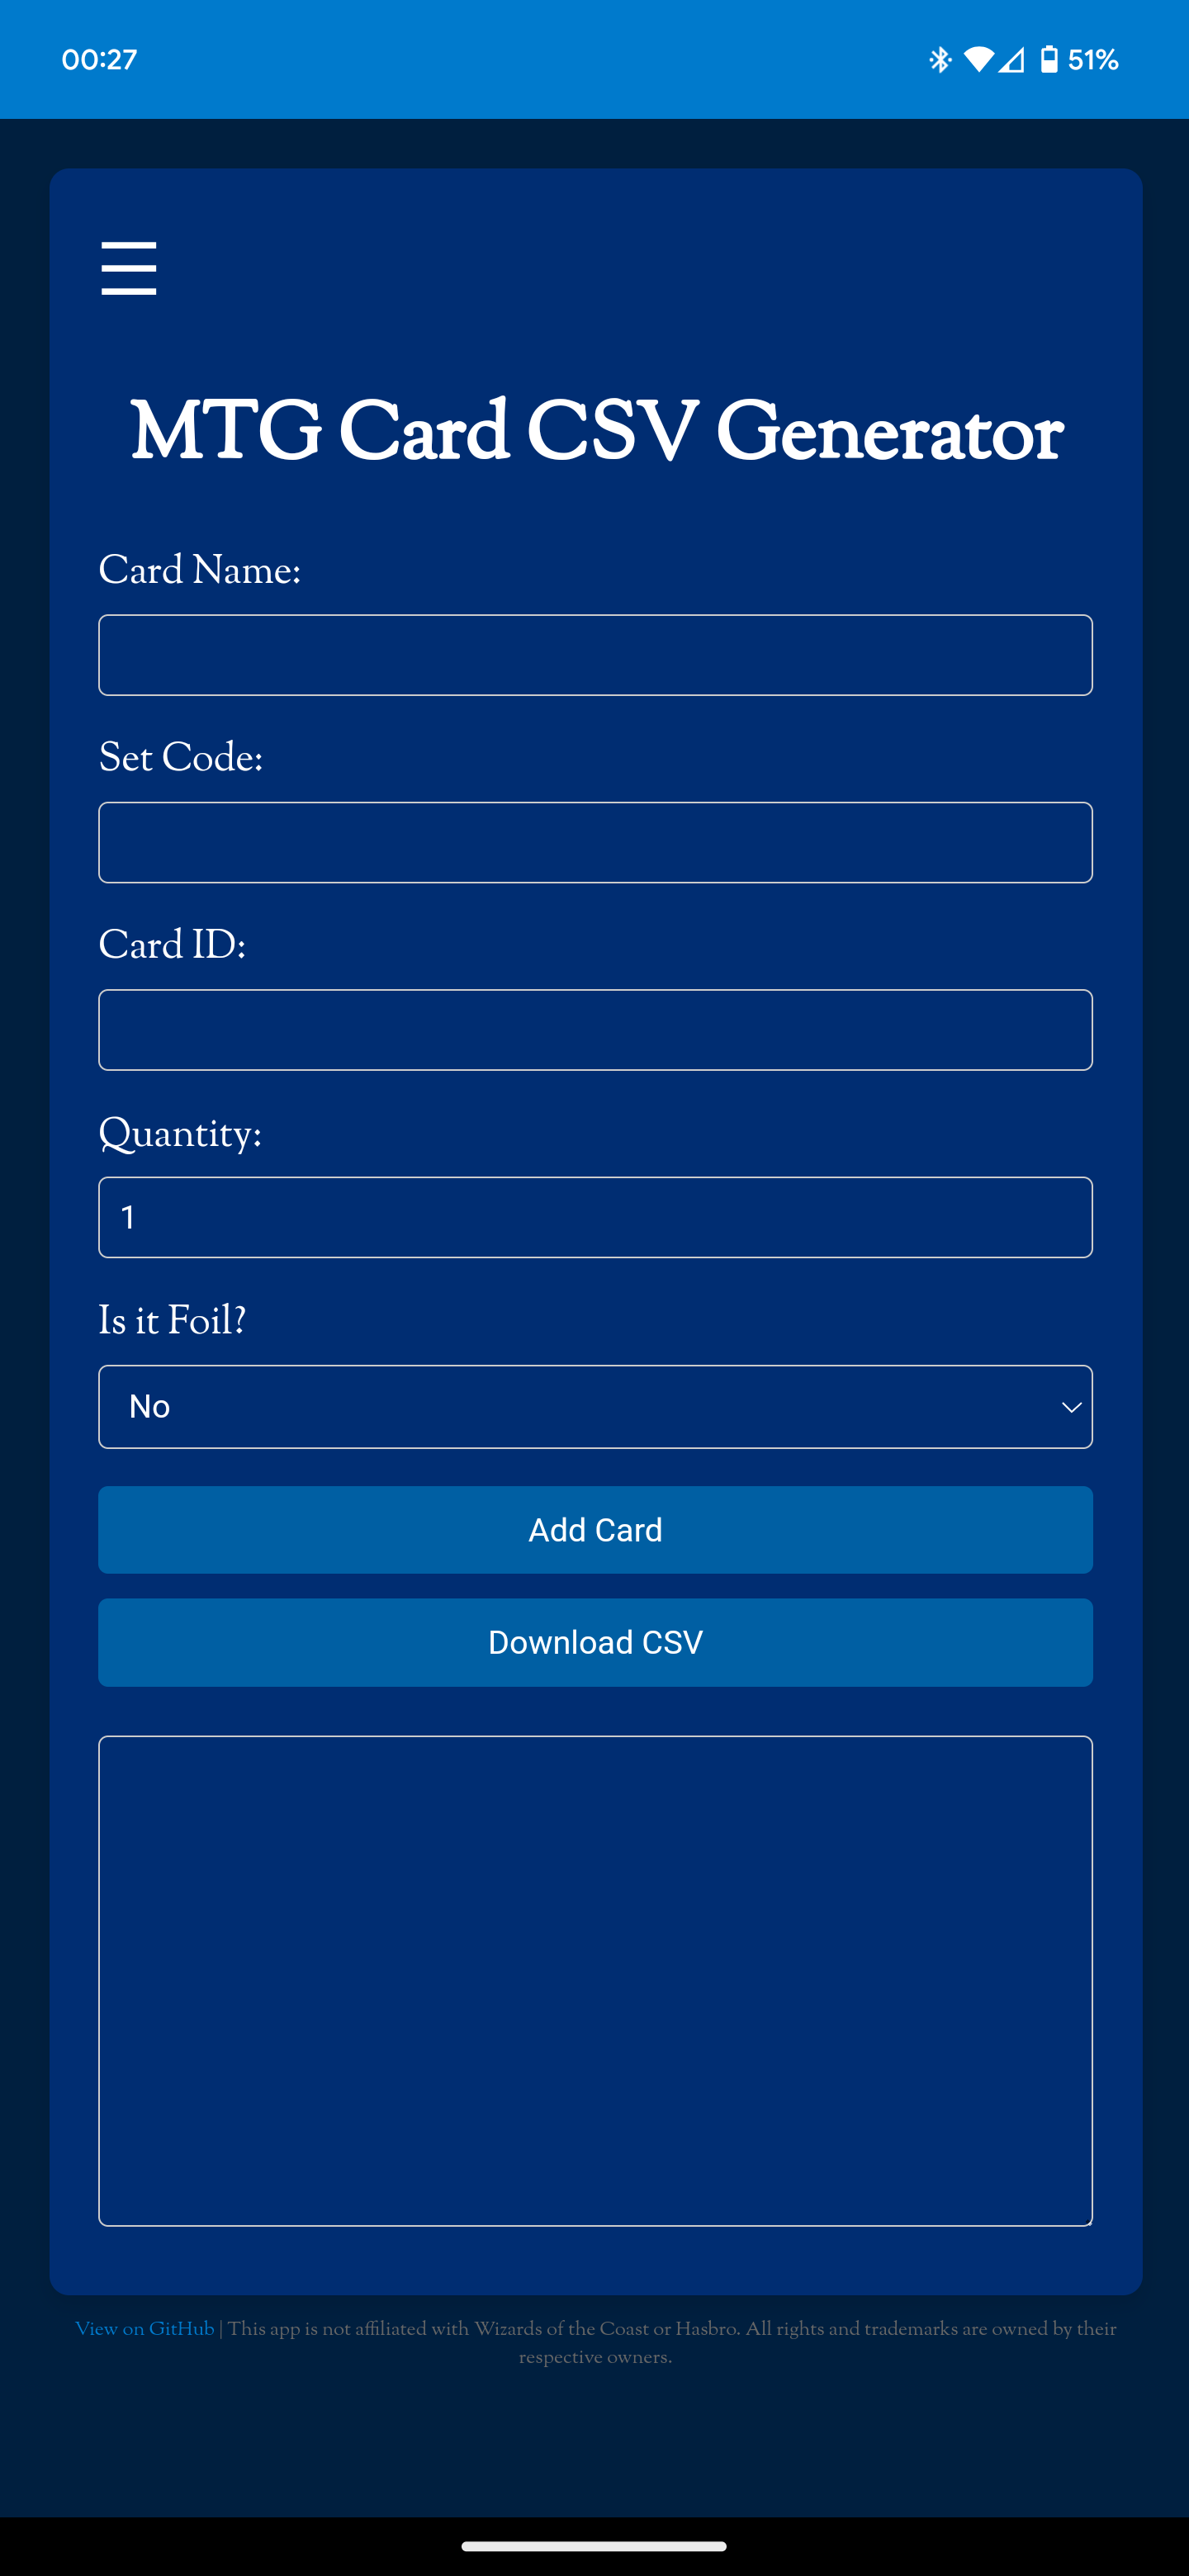 00:27
51%
MTG Card CSV Generator
Card Name:
Set Code:
Card ID:
Quantity:
1
Is it Foil?
No
Add Card
Download CSV
View on GitHub | This app is not affiliated with Wizards of the Coast or Hasbro. All rights and trademarks are owned by their
respective owners.